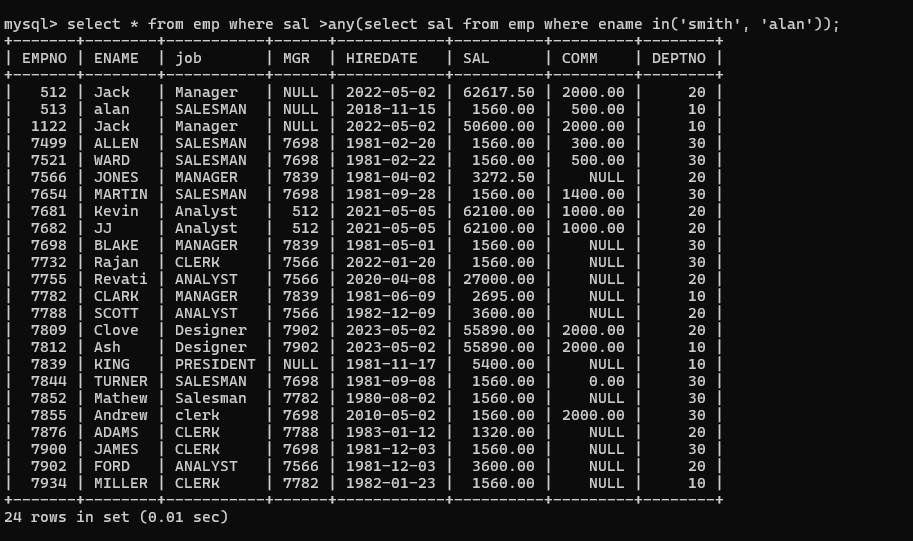 mysql> select * from emp where sal >any(select sal from emp where ename in('smith', 'alan'));
+-------+--------+-----------+------+------------+----------+---------+--------+
| EMPNO | ENAME  | job       | MGR  | HIREDATE   | SAL      | COMM    | DEPTNO |
+-------+--------+-----------+------+------------+----------+---------+--------+
|   512 | Jack   | Manager   | NULL | 2022-05-02 | 62617.50 | 2000.00 |     20 |
|   513 | alan   | SALESMAN  | NULL | 2018-11-15 |  1560.00 |  500.00 |     10 |
|  1122 | Jack   | Manager   | NULL | 2022-05-02 | 50600.00 | 2000.00 |     10 |
|  7499 | ALLEN  | SALESMAN  | 7698 | 1981-02-20 |  1560.00 |  300.00 |     30 |
|  7521 | WARD   | SALESMAN  | 7698 | 1981-02-22 |  1560.00 |  500.00 |     30 |
|  7566 | JONES  | MANAGER   | 7839 | 1981-04-02 |  3272.50 |    NULL |     20 |
|  7654 | MARTIN | SALESMAN  | 7698 | 1981-09-28 |  1560.00 | 1400.00 |     30 |
|  7681 | Kevin  | Analyst   |  512 | 2021-05-05 | 62100.00 | 1000.00 |     20 |
|  7682 | JJ     | Analyst   |  512 | 2021-05-05 | 62100.00 | 1000.00 |     20 |
|  7698 | BLAKE  | MANAGER   | 7839 | 1981-05-01 |  1560.00 |    NULL |     30 |
|  7732 | Rajan  | CLERK     | 7566 | 2022-01-20 |  1560.00 |    NULL |     30 |
|  7755 | Revati | ANALYST   | 7566 | 2020-04-08 | 27000.00 |    NULL |     20 |
|  7782 | CLARK  | MANAGER   | 7839 | 1981-06-09 |  2695.00 |    NULL |     10 |
|  7788 | SCOTT  | ANALYST   | 7566 | 1982-12-09 |  3600.00 |    NULL |     20 |
|  7809 | Clove  | Designer  | 7902 | 2023-05-02 | 55890.00 | 2000.00 |     20 |
|  7812 | Ash    | Designer  | 7902 | 2023-05-02 | 55890.00 | 2000.00 |     10 |
|  7839 | KING   | PRESIDENT | NULL | 1981-11-17 |  5400.00 |    NULL |     10 |
|  7844 | TURNER | SALESMAN  | 7698 | 1981-09-08 |  1560.00 |    0.00 |     30 |
|  7852 | Mathew | Salesman  | 7782 | 1980-08-02 |  1560.00 |    NULL |     30 |
|  7855 | Andrew | clerk     | 7698 | 2010-05-02 |  1560.00 | 2000.00 |     30 |
|  7876 | ADAMS  | CLERK     | 7788 | 1983-01-12 |  1320.00 |    NULL |     20 |
|  7900 | JAMES  | CLERK     | 7698 | 1981-12-03 |  1560.00 |    NULL |     30 |
|  7902 | FORD   | ANALYST   | 7566 | 1981-12-03 |  3600.00 |    NULL |     20 |
|  7934 | MILLER | CLERK     | 7782 | 1982-01-23 |  1560.00 |    NULL |     10 |
+-------+--------+-----------+------+------------+----------+---------+--------+
24 rows in set (0.01 sec)